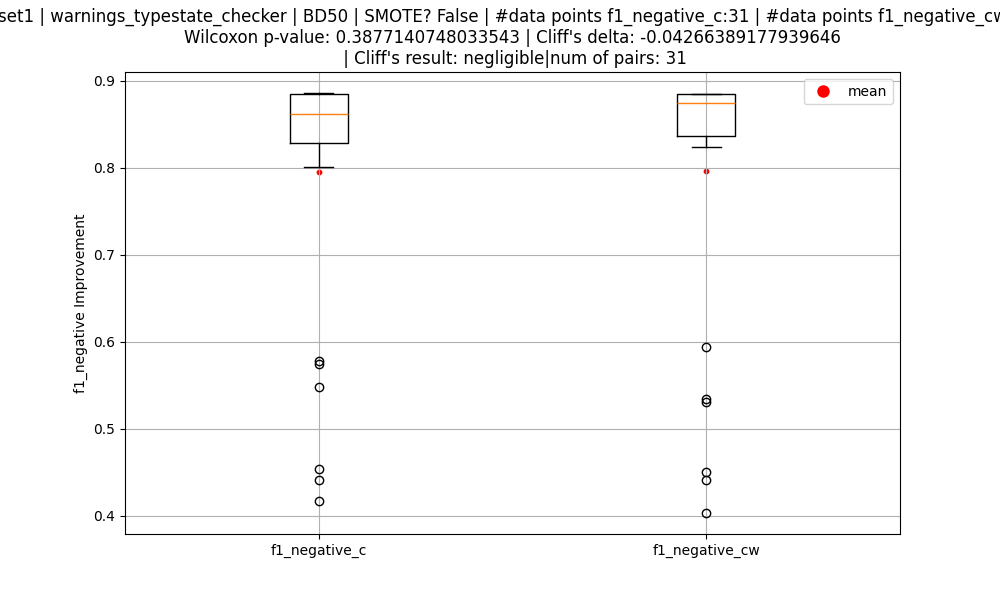 set1 | warnings_typestate_checker | BD50 | SMOTE? False | #data points f1_negative_c:31 | #data points f1_negative_cw
Wilcoxon p-value: 0.3877140748033543 | Cliff's delta: -0.04266389177939646
| Cliff's result: negligible|num of pairs: 31
mean
0.9
0.8
0.7
0.6
0.5
0.4
f1_negative Improvement
f1_negative_c
f1_negative_cw